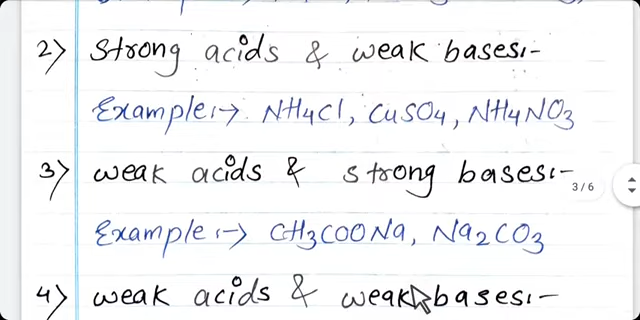 2) Strong acids & weak bases:-
Example:→ NH4Cl, CuSO4, NH4NO3
3) weak acids & strong bases:-
3/6
Example:→ CH3COONa, Na2CO3
4) weak acids & weak bases:-